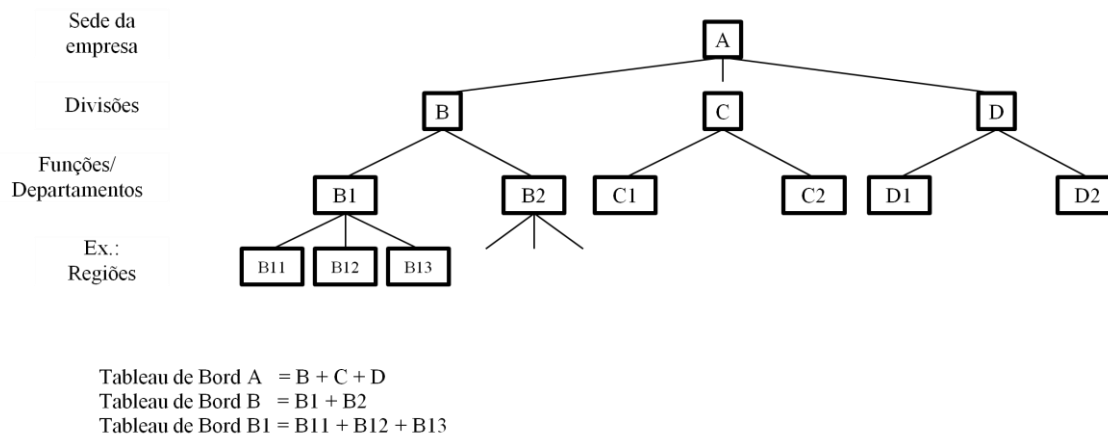 Sede da
empresa
A
Divisões
B
C
D
Funções/
Departamentos
B1
B2
C1
C2
D1
D2
Ex.:
Regiões
B11
B12
B13
Tableau de Bord A = B + C + D
Tableau de Bord B = B1 + B2
Tableau de Bord B1 = B11 + B12 + B13